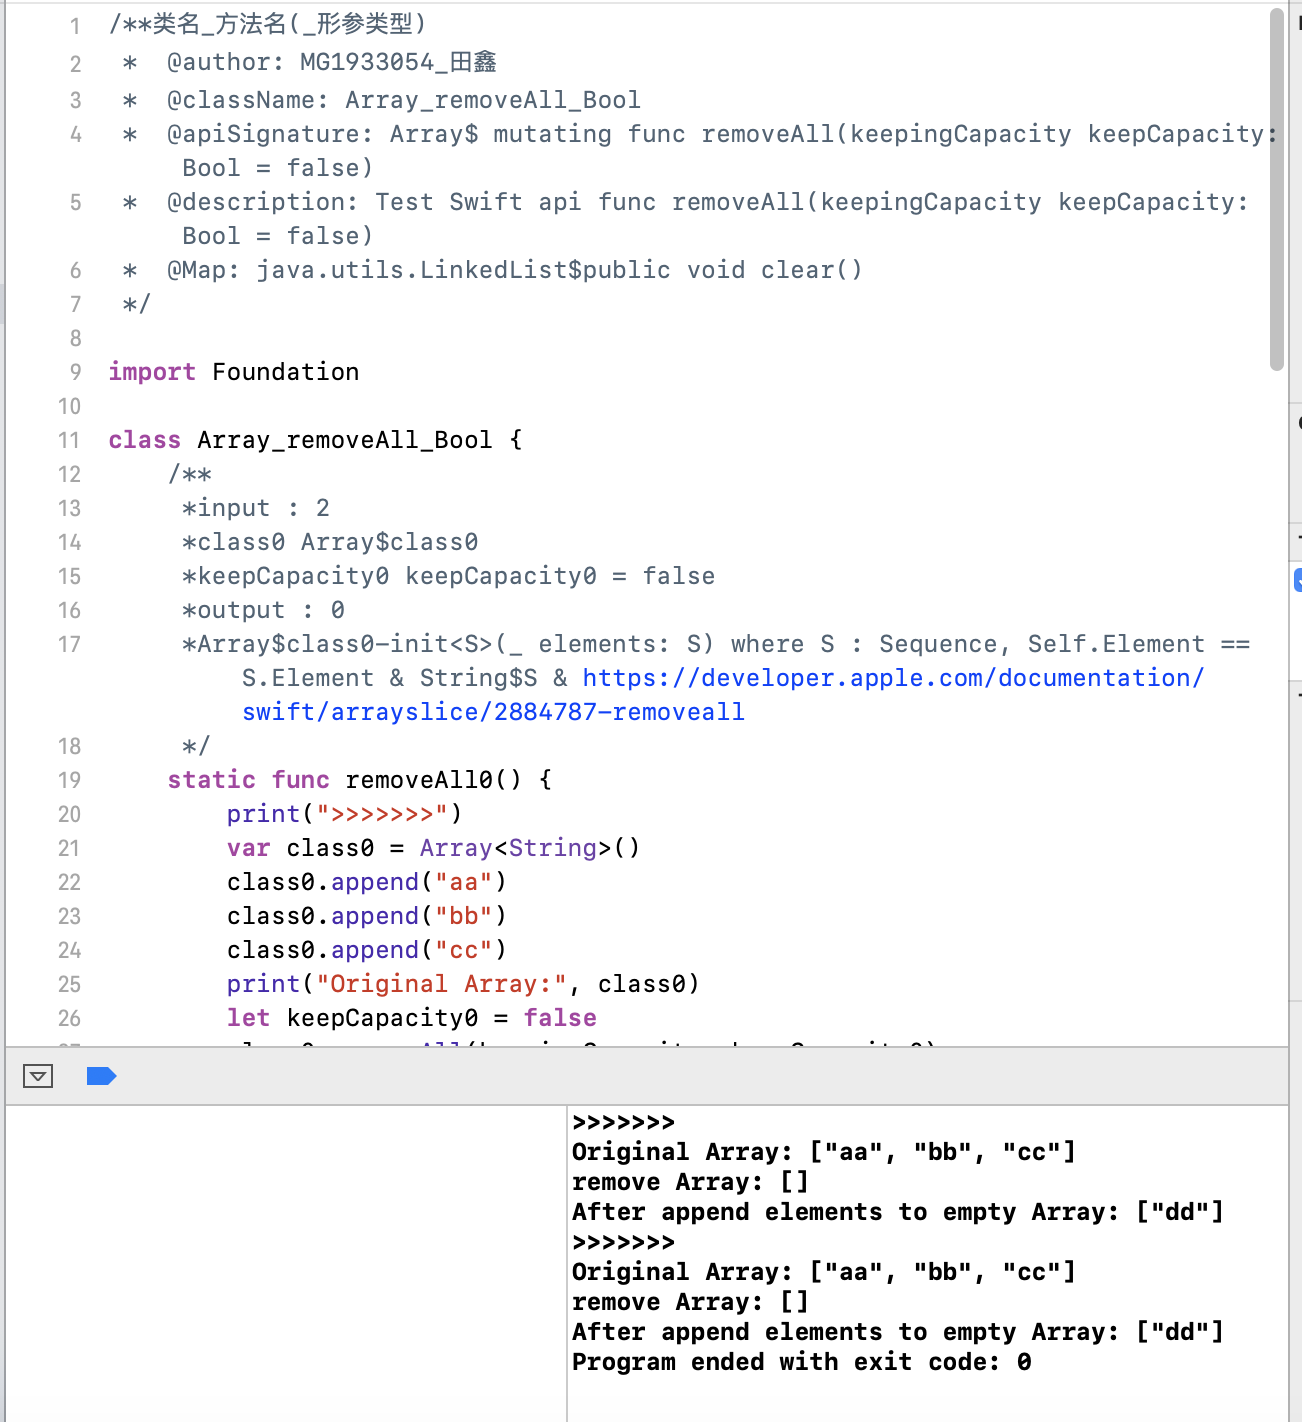 1 /**类名_方法名(_形参类型)
2  *  @author: MG1933054_田鑫
3  *  @className: Array_removeAll_Bool
4  *  @apiSignature: Array$ mutating func removeAll(keepingCapacity keepCapacity:
Bool = false)
5  *  @description: Test Swift api func removeAll(keepingCapacity keepCapacity:
Bool = false)
6  *  @Map: java.utils.LinkedList$public void clear()
7  */
8
9 import Foundation
10
11 class Array_removeAll_Bool {
12     /**
13      *input : 2
14      *class0 Array$class0
15      *keepCapacity0 keepCapacity0 = false
16      *output : 0
17      *Array$class0-init<S>(_ elements: S) where S : Sequence, Self.Element ==
S.Element & String$S & https://developer.apple.com/documentation/
swift/arrayslice/2884787-removeall
18      */
19     static func removeAll0() {
20         print(">>>>>>>")
21         var class0 = Array<String>()
22         class0.append("aa")
23         class0.append("bb")
24         class0.append("cc")
25         print("Original Array:", class0)
26         let keepCapacity0 = false
>>>>>>>
Original Array: ["aa", "bb", "cc"]
remove Array: []
After append elements to empty Array: ["dd"]
>>>>>>>
Original Array: ["aa", "bb", "cc"]
remove Array: []
After append elements to empty Array: ["dd"]
Program ended with exit code: 0